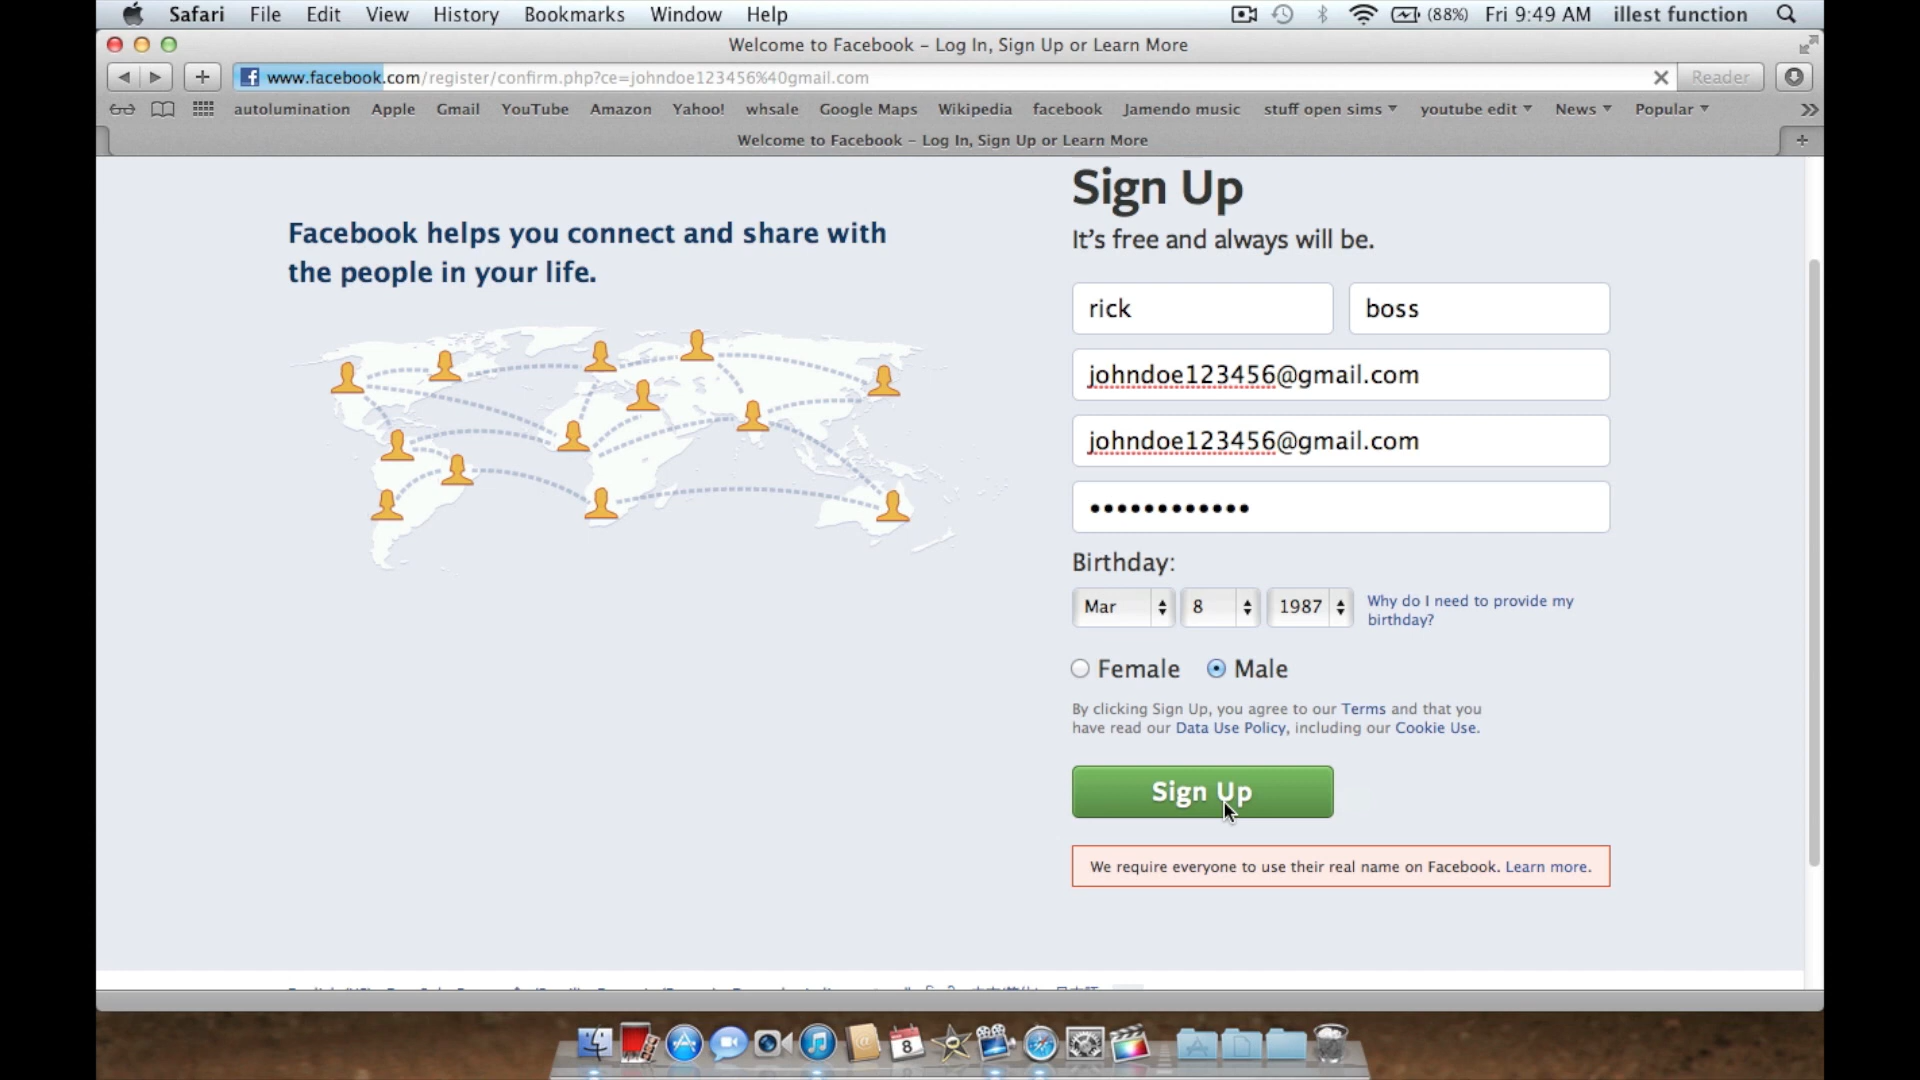 Safari File Edit View History Bookmarks Window Help (88%) Fri 9:49 AM illest function
Welcome to Facebook – Log In, Sign Up or Learn More
www.facebook.com/register/confirm.php?ce=johndoe123456%40gmail.com Reader
autolumination Apple Gmail YouTube Amazon Yahoo! whsale Google Maps Wikipedia facebook Jamendo music stuff open sims youtube edit News Popular
Welcome to Facebook – Log In, Sign Up or Learn More
Facebook helps you connect and share with
the people in your life.
Sign Up
It's free and always will be.
rick boss
johndoe123456@gmail.com
johndoe123456@gmail.com
Birthday:
Mar 8 1987
Why do I need to provide my
birthday?
Female Male
By clicking Sign Up, you agree to our Terms and that you
have read our Data Use Policy, including our Cookie Use.
Sign Up
We require everyone to use their real name on Facebook. Learn more.
8